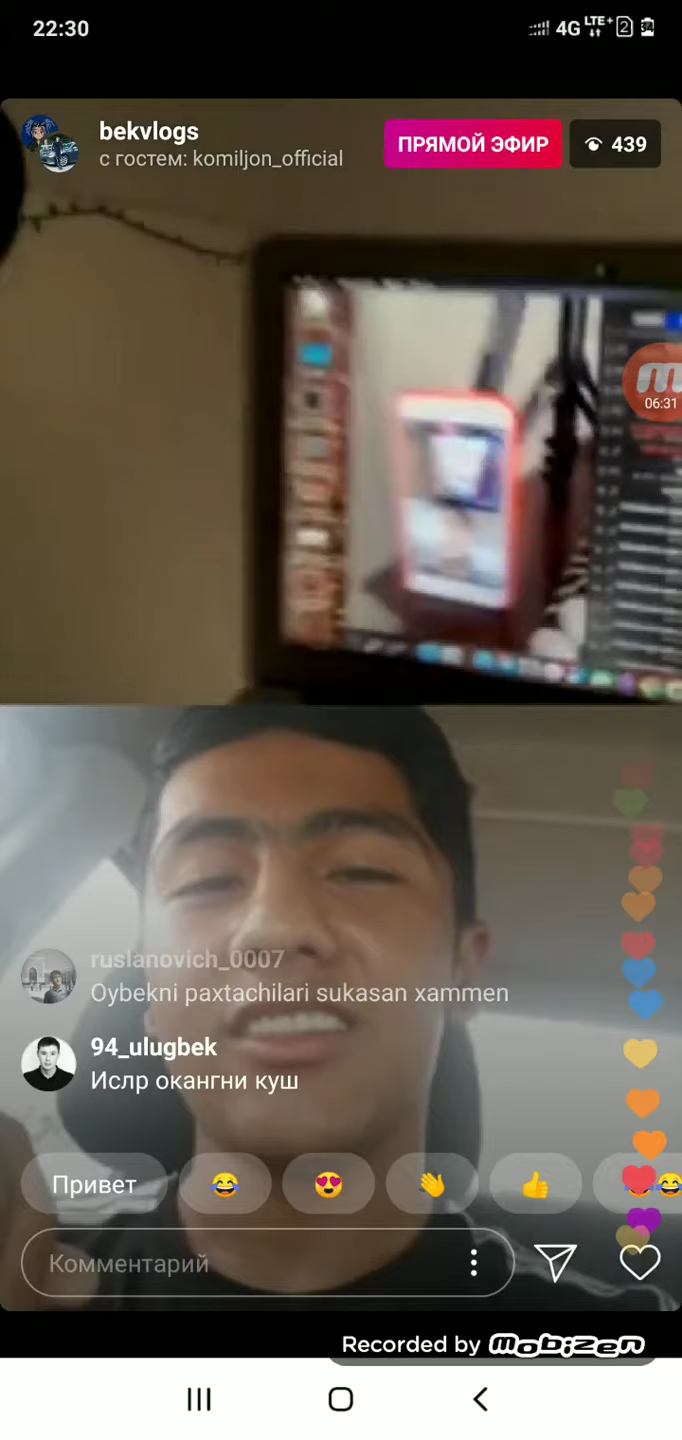 22:30
4G LTE+ 2
bekvlogs
с гостем: komiljon_official
ПРЯМОЙ ЭФИР
439
06:31
ruslanovich_0007
Oybekni paxtachilari sukasan xammen
94_ulugbek
Ислр окангни куш
Привет
Комментарий
Recorded by mobizen